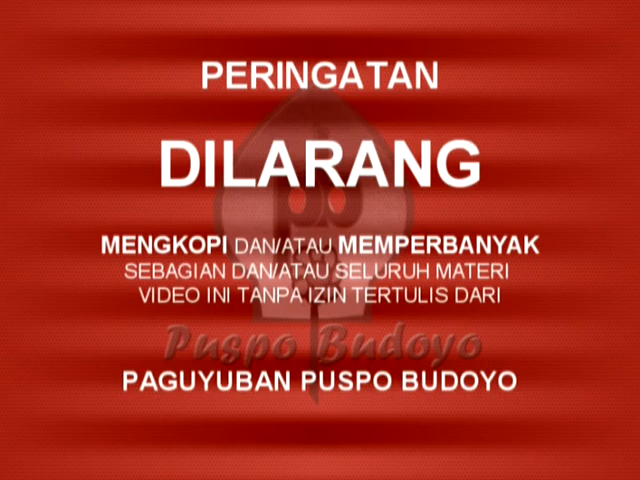 PERINGATAN
DILARANG
MENGKOPI DAN/ATAU MEMPERBANYAK
SEBAGIAN DAN/ATAU SELURUH MATERI
VIDEO INI TANPA IZIN TERTULIS DARI
Puspo Budoyo
PAGUYUBAN PUSPO BUDOYO